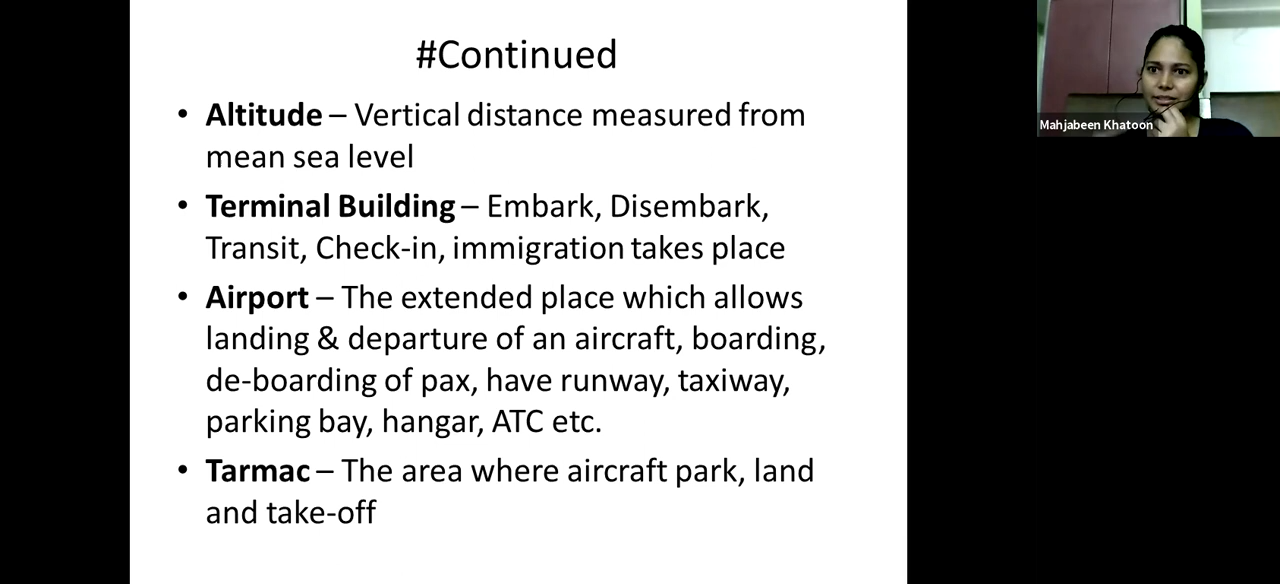 #Continued
• Altitude – Vertical distance measured from
mean sea level
• Terminal Building – Embark, Disembark,
Transit, Check-in, immigration takes place
• Airport – The extended place which allows
landing & departure of an aircraft, boarding,
de-boarding of pax, have runway, taxiway,
parking bay, hangar, ATC etc.
• Tarmac – The area where aircraft park, land
and take-off
Mahjabeen Khatoon